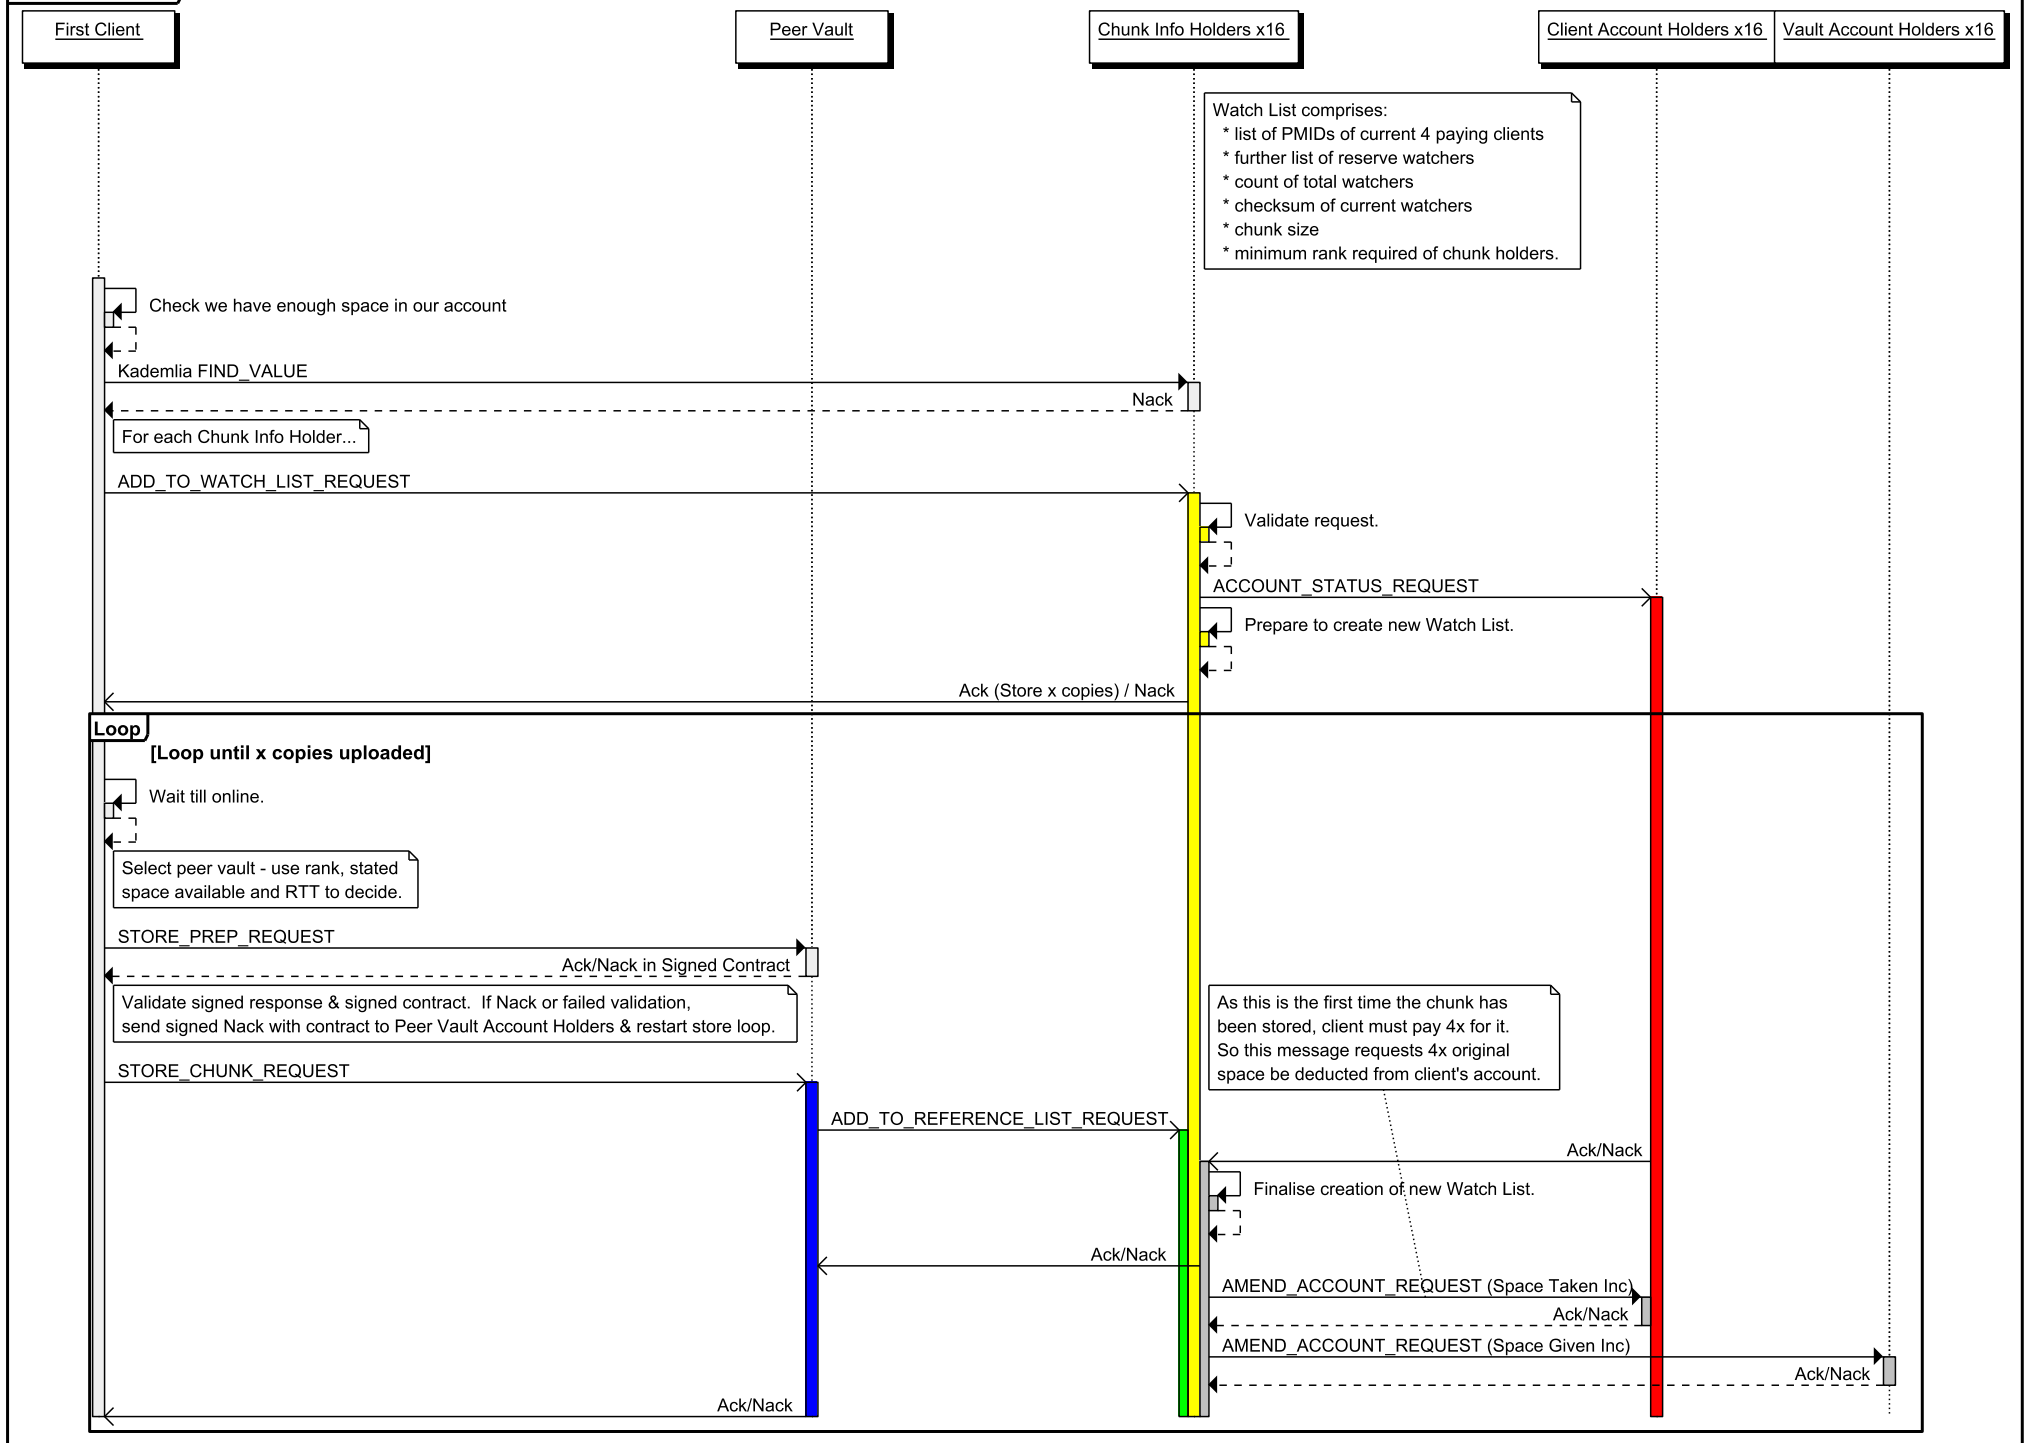 First Client
Peer Vault
Chunk Info Holders x16
Client Account Holders x16
Vault Account Holders x16
Watch List comprises:
* list of PMIDs of current 4 paying clients
* further list of reserve watchers
* count of total watchers
* checksum of current watchers
* chunk size
* minimum rank required of chunk holders.
Check we have enough space in our account
Kademlia FIND_VALUE
Nack
For each Chunk Info Holder...
ADD_TO_WATCH_LIST_REQUEST
Validate request.
ACCOUNT_STATUS_REQUEST
Prepare to create new Watch List.
Ack (Store x copies) / Nack
Loop
[Loop until x copies uploaded]
Wait till online.
Select peer vault - use rank, stated
space available and RTT to decide.
STORE_PREP_REQUEST
Ack/Nack in Signed Contract
Validate signed response & signed contract.  If Nack or failed validation,
send signed Nack with contract to Peer Vault Account Holders & restart store loop.
As this is the first time the chunk has
been stored, client must pay 4x for it.
So this message requests 4x original
space be deducted from client's account.
STORE_CHUNK_REQUEST
ADD_TO_REFERENCE_LIST_REQUEST
Ack/Nack
Finalise creation of new Watch List.
Ack/Nack
AMEND_ACCOUNT_REQUEST (Space Taken Inc)
Ack/Nack
AMEND_ACCOUNT_REQUEST (Space Given Inc)
Ack/Nack
Ack/Nack